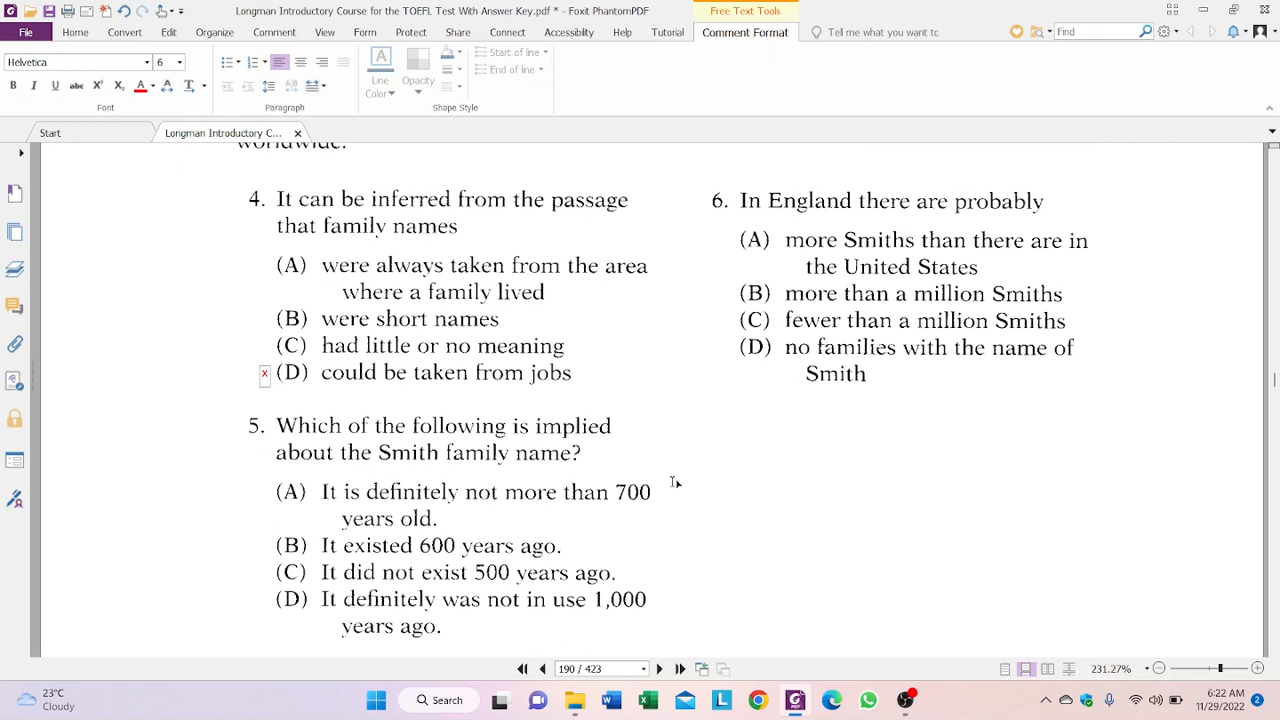 Longman Introductory Course for the TOEFL Test With Answer Key.pdf * - Foxit PhantomPDF
Free Text Tools
File Home Convert Edit Organize Comment View Form Protect Share Connect Accessibility Help Tutorial Comment Format Tell me what you want to do Find
Helvetica 6
Line Color
Opacity
Start of line
End of line
Font Paragraph Shape Style
Start Longman Introductory C... ×
worldwide.
4. It can be inferred from the passage
that family names
(A) were always taken from the area
where a family lived
(B) were short names
(C) had little or no meaning
x (D) could be taken from jobs
5. Which of the following is implied
about the Smith family name?
(A) It is definitely not more than 700
years old.
(B) It existed 600 years ago.
(C) It did not exist 500 years ago.
(D) It definitely was not in use 1,000
years ago.
6. In England there are probably
(A) more Smiths than there are in
the United States
(B) more than a million Smiths
(C) fewer than a million Smiths
(D) no families with the name of
Smith
190 / 423
231.27%
23°C
Cloudy
Search
6:22 AM
11/29/2022
2